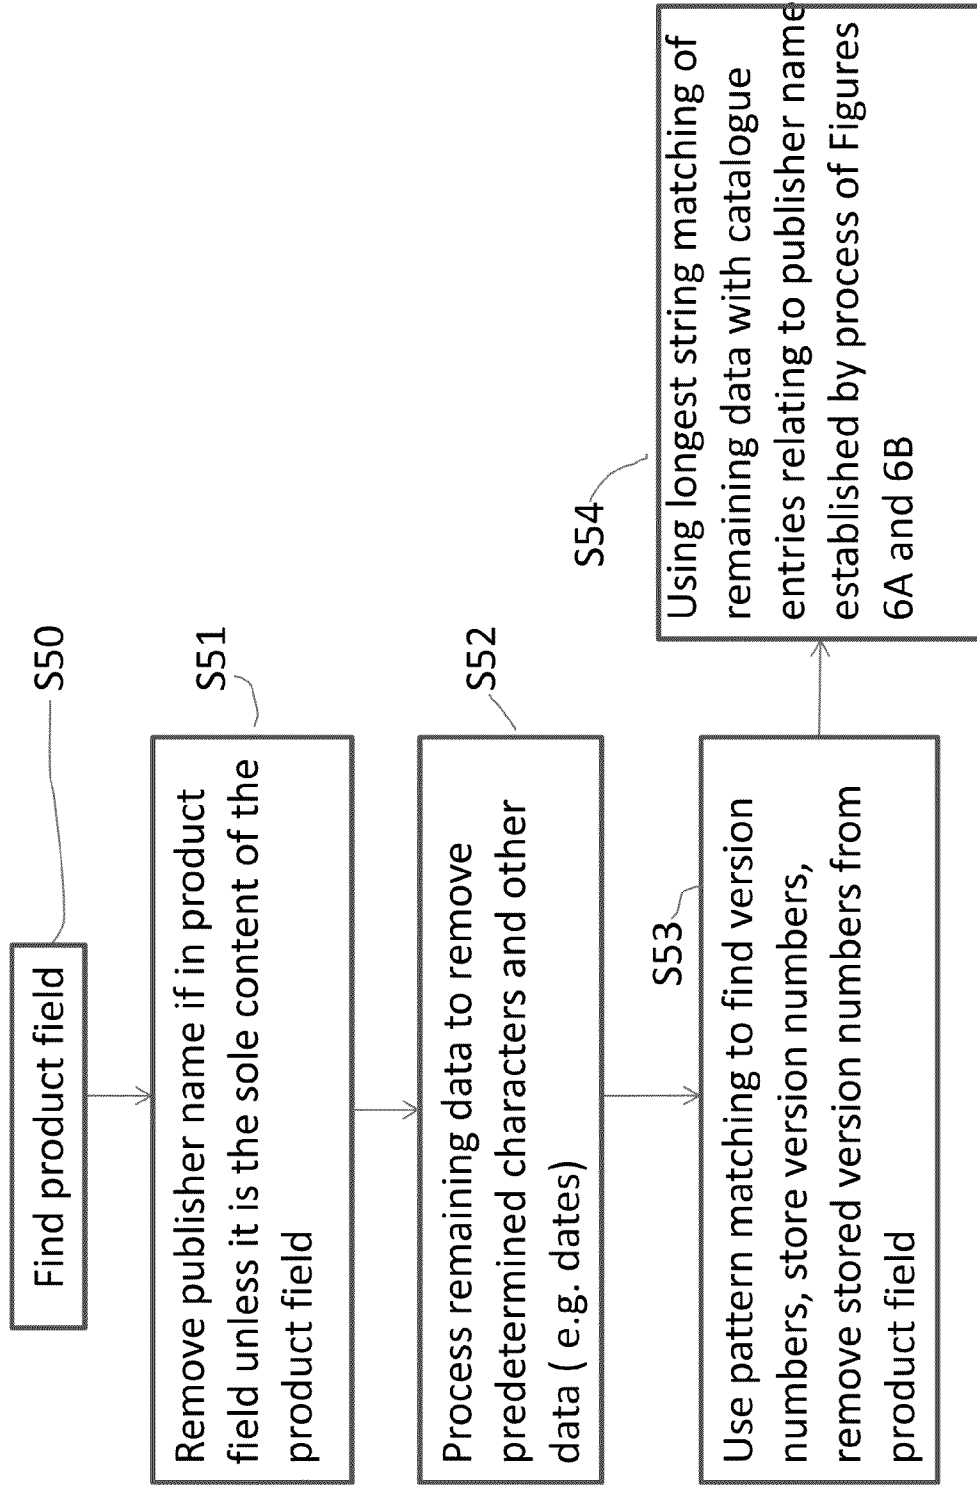 Find product field
S50
Remove publisher name if in product
field unless it is the sole content of the
product field
S51
Process remaining data to remove
predetermined characters and other
data ( e.g. dates)
S52
Use pattern matching to find version
numbers, store version numbers,
remove stored version numbers from
product field
S53
Using longest string matching of
remaining data with catalogue
entries relating to publisher name
established by process of Figures
6A and 6B
S54